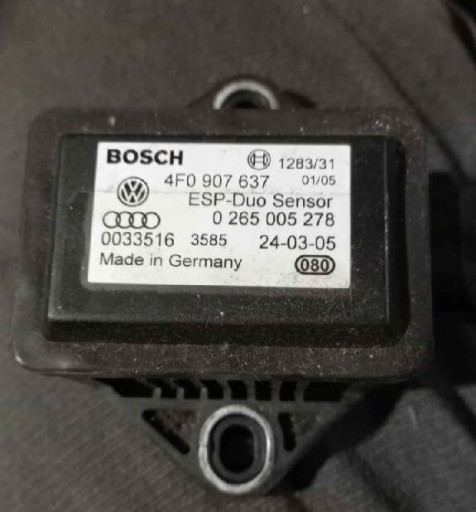 BOSCH 1283/31
4F0 907 637 01/05
ESP-Duo Sensor
0 265 005 278
0033516 3585 24-03-05
Made in Germany 080